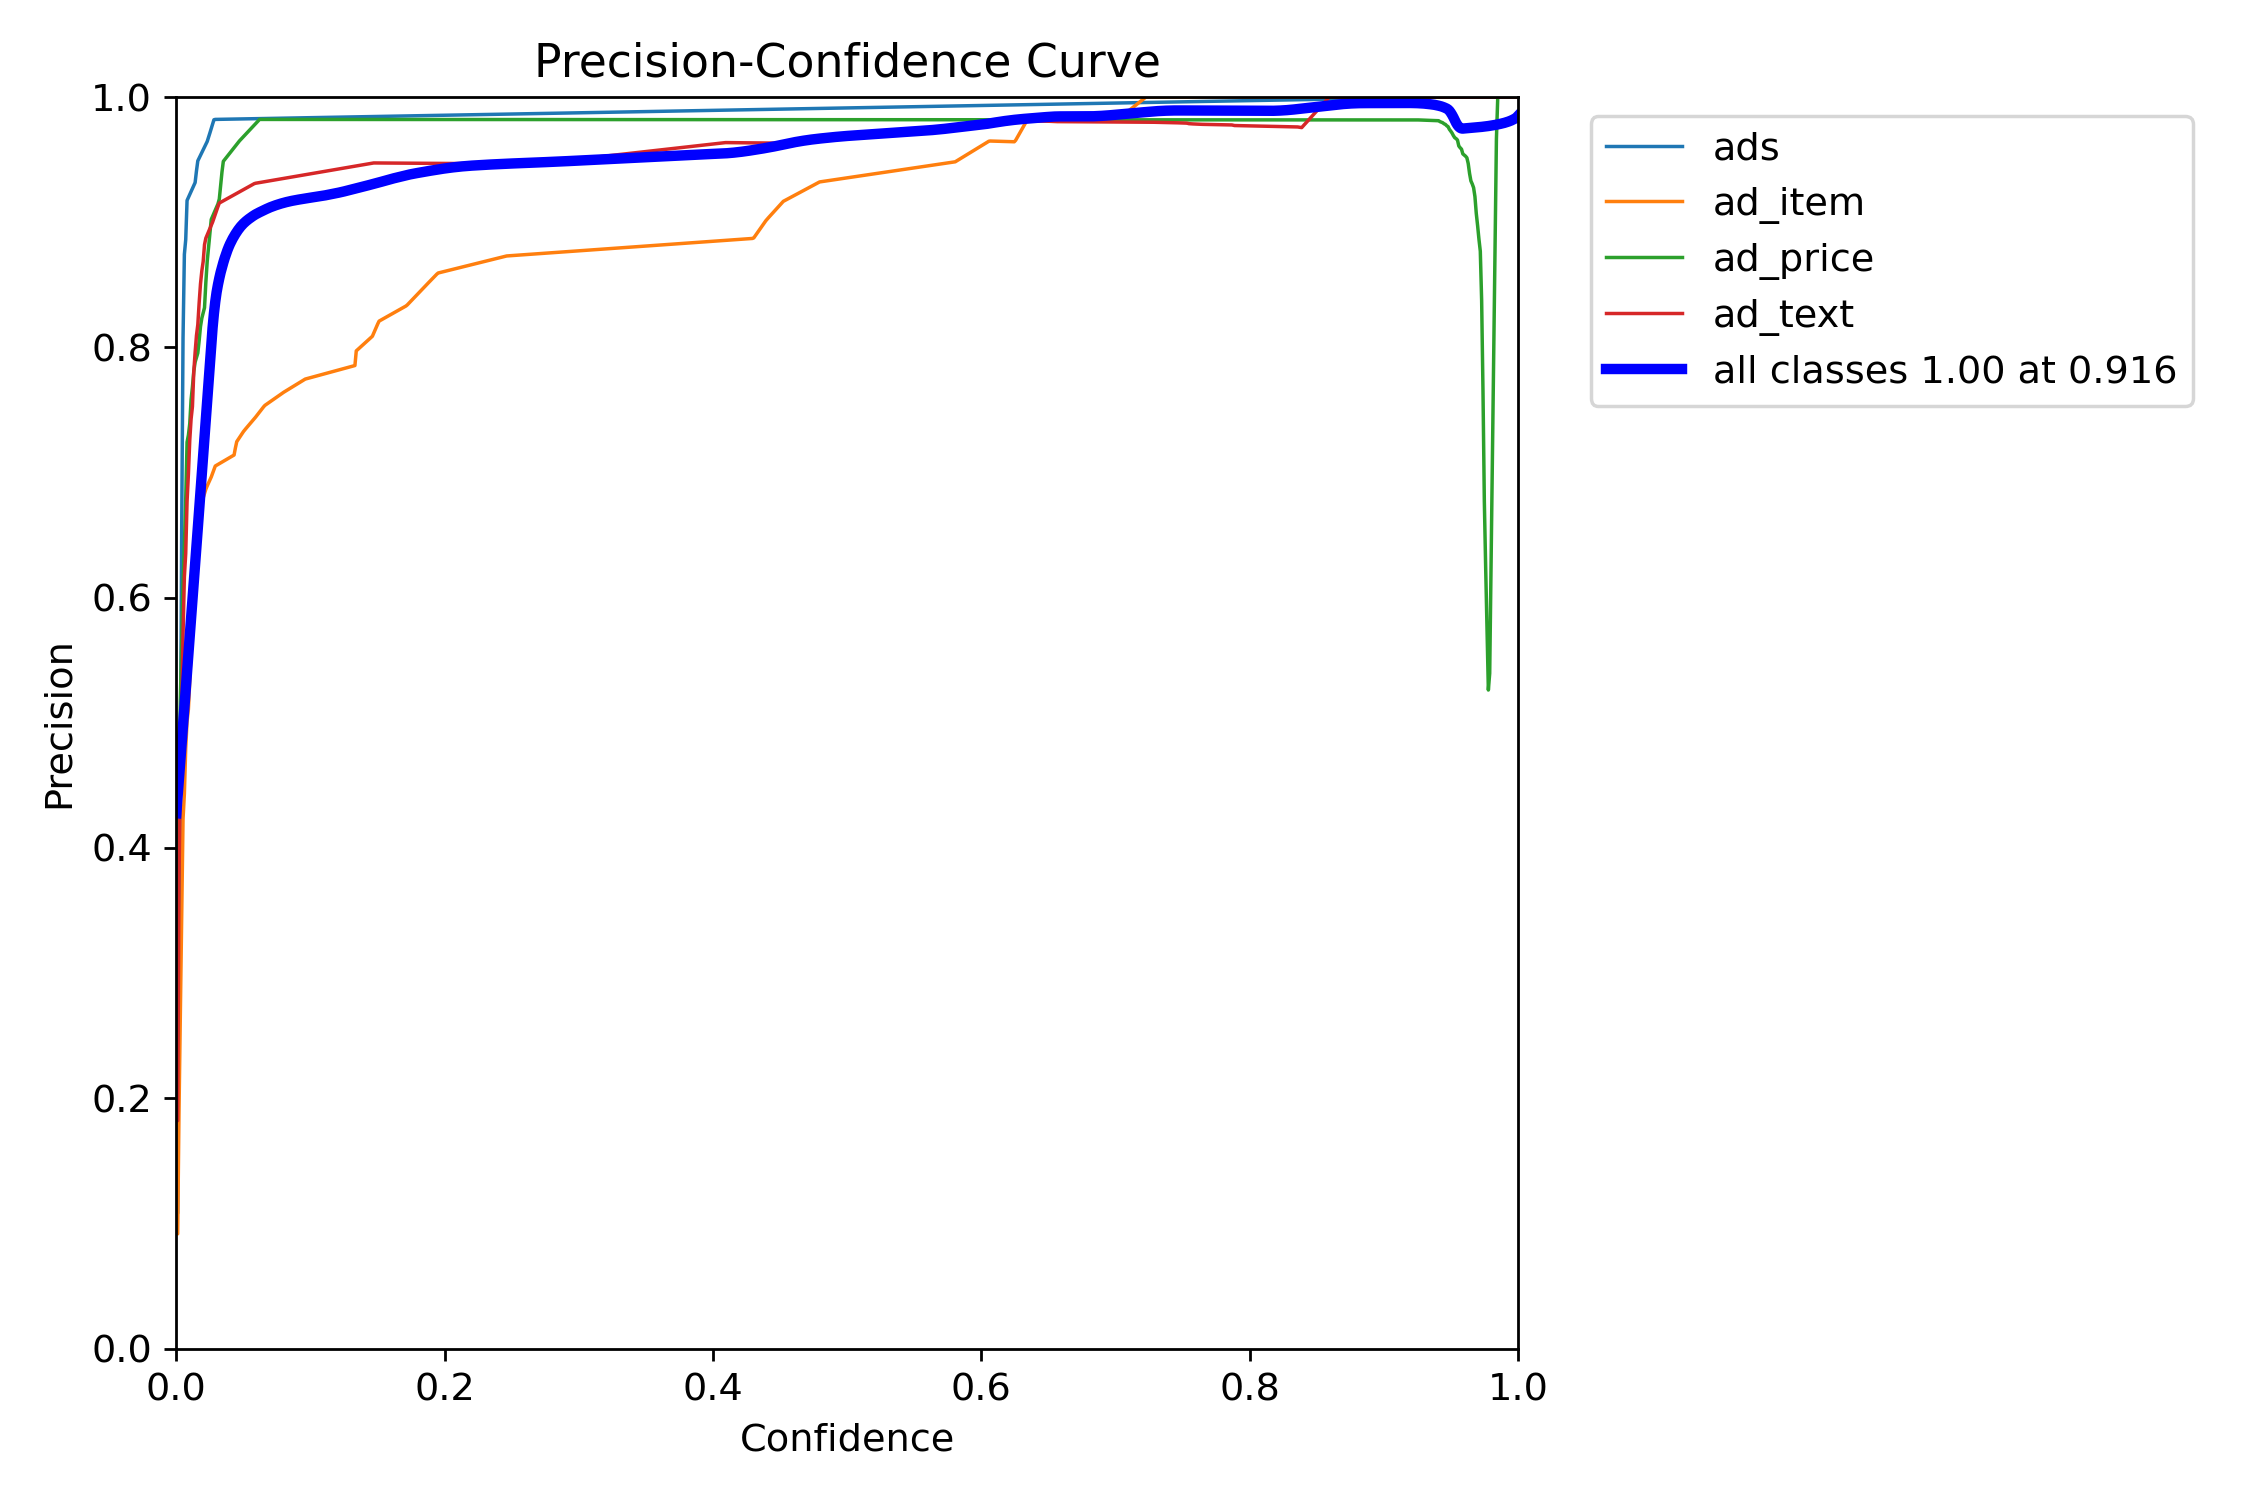 Precision-Confidence Curve
1.0
0.8
0.6
0.4
0.2
0.0
Precision
0.0 0.2 0.4 0.6 0.8 1.0
Confidence
ads
ad_item
ad_price
ad_text
all classes 1.00 at 0.916